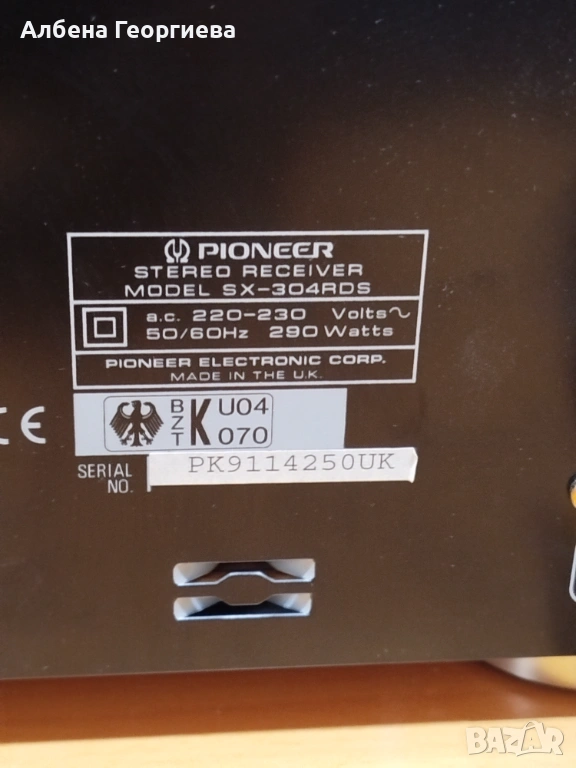 Албена Георгиева
PIONEER
STEREO RECEIVER
MODEL SX-304RDS
a.c. 220-230 Volts~
50/60Hz 290 Watts
PIONEER ELECTRONIC CORP.
MADE IN THE U.K.
CE
BZT K U04 070
SERIAL NO. PK9114250UK
BAZAR